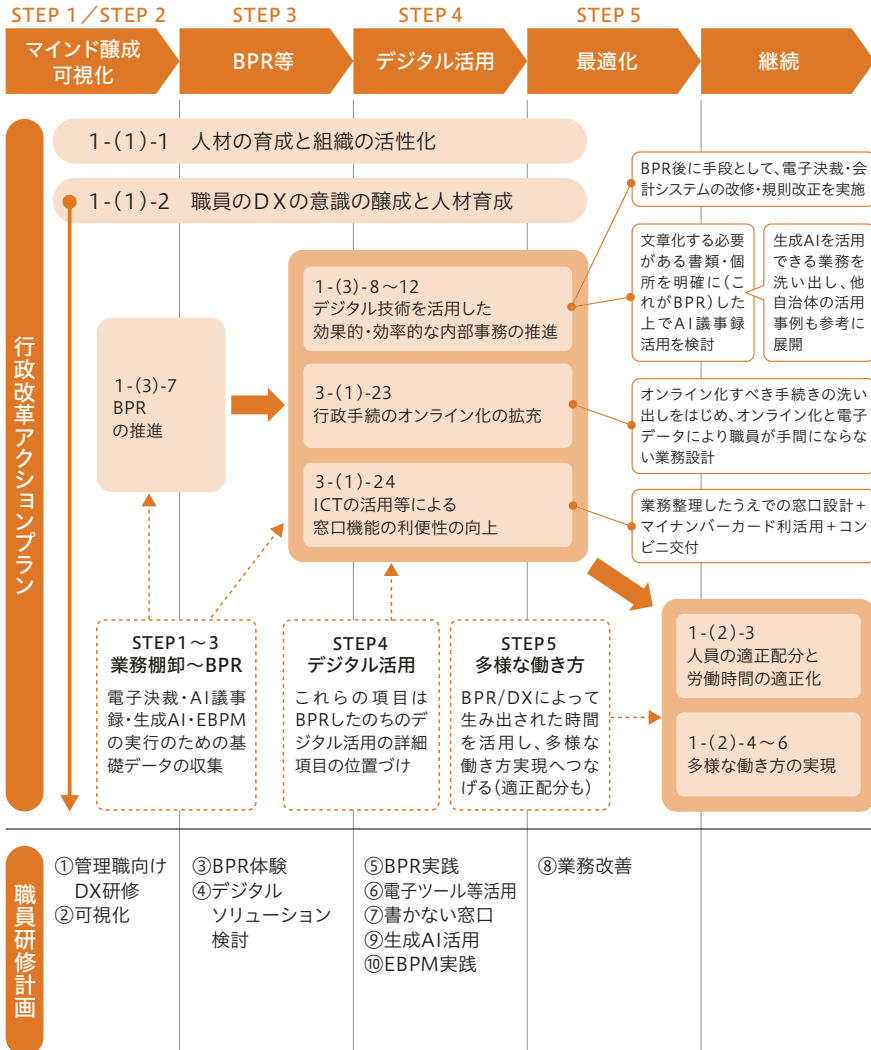 STEP 1／STEP 2
STEP 3
STEP 4
STEP 5
マインド醸成
可視化
BPR等
デジタル活用
最適化
継続
行政改革アクションプラン
1-(1)-1　人材の育成と組織の活性化
1-(1)-2　職員のDXの意識の醸成と人材育成
1-(3)-7
BPR
の推進
1-(3)-8〜12
デジタル技術を活用した
効果的・効率的な内部事務の推進
3-(1)-23
行政手続のオンライン化の拡充
3-(1)-24
ICTの活用等による
窓口機能の利便性の向上
BPR後に手段として、電子決裁・会
計システムの改修・規則改正を実施
文章化する必要
がある書類・個
所を明確に(こ
れがBPR)した
上でAI議事録
活用を検討
生成AIを活用
できる業務を
洗い出し、他
自治体の活用
事例も参考に
展開
オンライン化すべき手続きの洗い
出しをはじめ、オンライン化と電子
データにより職員が手間にならな
い業務設計
業務整理したうえでの窓口設計＋
マイナンバーカード利活用＋コン
ビニ交付
STEP1〜3
業務棚卸〜BPR
電子決裁・AI議事
録・生成AI・EBPM
の実行のための基
礎データの収集
STEP4
デジタル活用
これらの項目は
BPRしたのちのデ
ジタル活用の詳細
項目の位置づけ
STEP5
多様な働き方
BPR/DXによって
生み出された時間
を活用し、多様な
働き方実現へつな
げる(適正配分も)
1-(2)-3
人員の適正配分と
労働時間の適正化
1-(2)-4〜6
多様な働き方の実現
職員研修計画
①管理職向け
DX研修
②可視化
③BPR体験
④デジタル
ソリューション
検討
⑤BPR実践
⑥電子ツール等活用
⑦書かない窓口
⑨生成AI活用
⑩EBPM実践
⑧業務改善